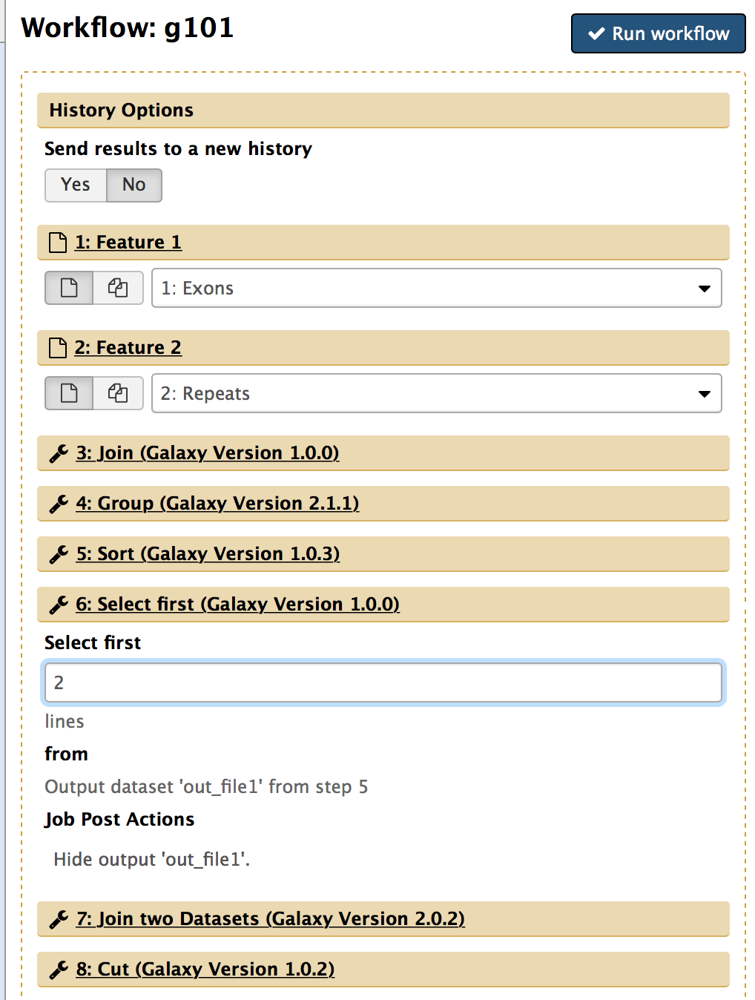 Workflow: g101
Run workflow
History Options
Send results to a new history
Yes No
1: Feature 1
1: Exons
2: Feature 2
2: Repeats
3: Join (Galaxy Version 1.0.0)
4: Group (Galaxy Version 2.1.1)
5: Sort (Galaxy Version 1.0.3)
6: Select first (Galaxy Version 1.0.0)
Select first
2
lines
from
Output dataset 'out_file1' from step 5
Job Post Actions
Hide output 'out_file1'.
7: Join two Datasets (Galaxy Version 2.0.2)
8: Cut (Galaxy Version 1.0.2)